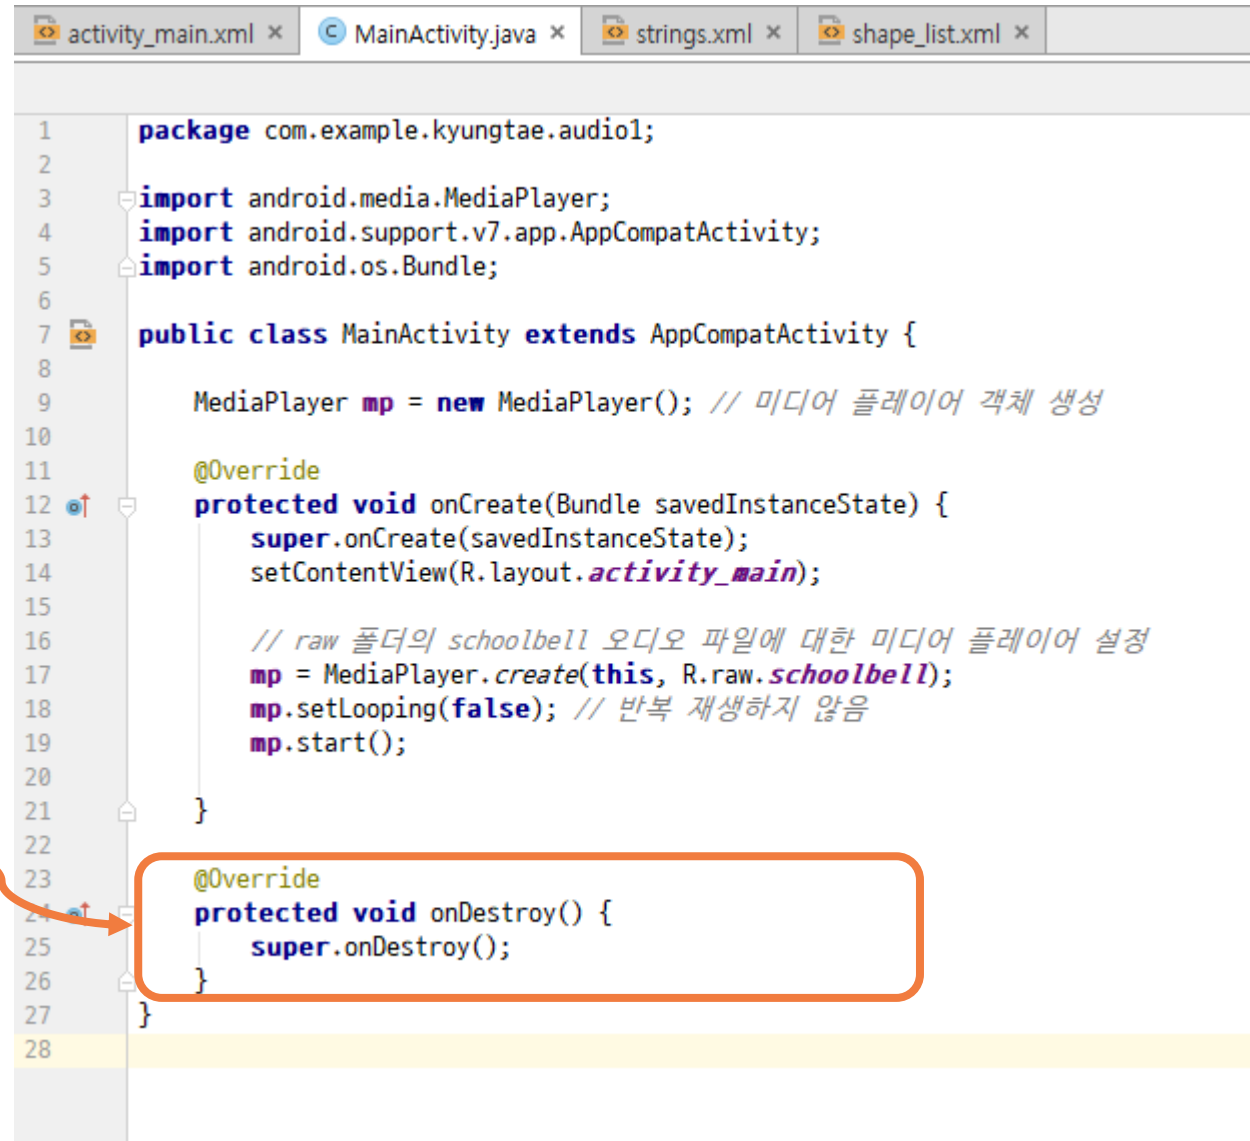 activity_main.xml × MainActivity.java × strings.xml × shape_list.xml ×
1 package com.example.kyungtae.audio1;
2
3 import android.media.MediaPlayer;
4 import android.support.v7.app.AppCompatActivity;
5 import android.os.Bundle;
6
7 public class MainActivity extends AppCompatActivity {
8
9 MediaPlayer mp = new MediaPlayer(); // 미디어 플레이어 객체 생성
10
11 @Override
12 protected void onCreate(Bundle savedInstanceState) {
13 super.onCreate(savedInstanceState);
14 setContentView(R.layout.activity_main);
15
16 // raw 폴더의 schoolbell 오디오 파일에 대한 미디어 플레이어 설정
17 mp = MediaPlayer.create(this, R.raw.schoolbell);
18 mp.setLooping(false); // 반복 재생하지 않음
19 mp.start();
20
21 }
22
23 @Override
24 protected void onDestroy() {
25 super.onDestroy();
26 }
27 }
28